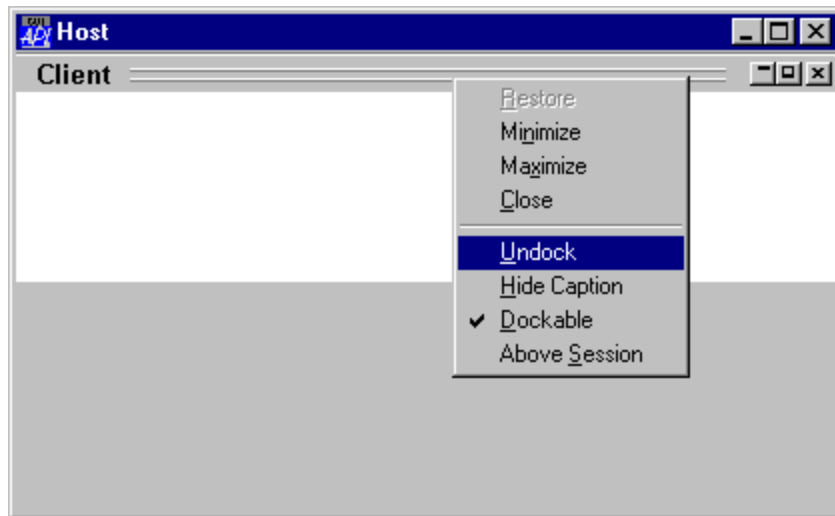 Host
Client
Restore
Minimize
Maximize
Close
Undock
Hide Caption
Dockable
Above Session